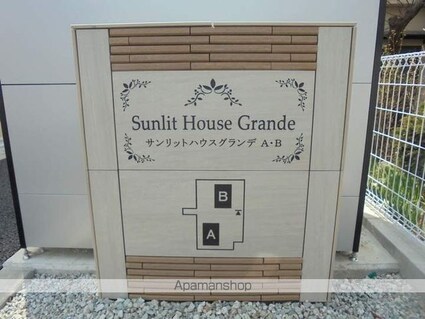 Sunlit House Grande
サンリットハウスグランデ A・B
B
A
Apamanshop